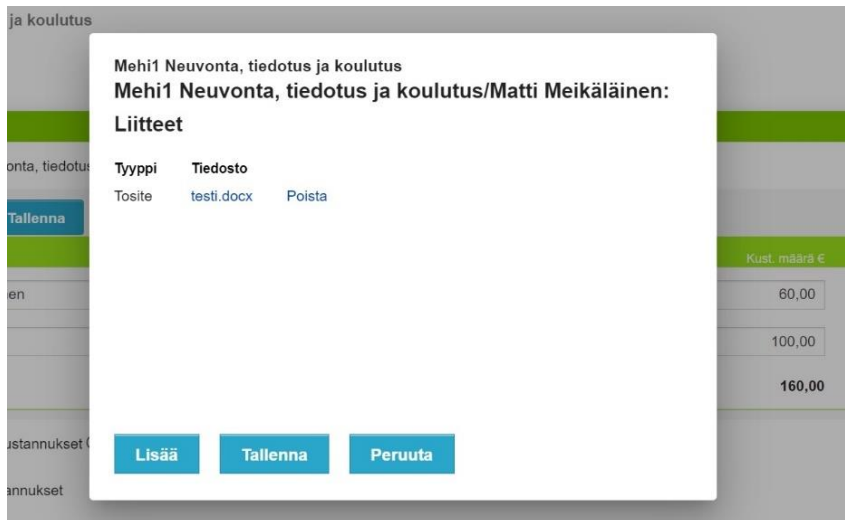 ja koulutus
Mehi1 Neuvonta, tiedotus ja koulutus
Mehi1 Neuvonta, tiedotus ja koulutus/Matti Meikäläinen:
Liitteet
Tyyppi Tiedosto
Tosite testi.docx Poista
onta, tiedotus
Tallenna
Kust. määrä €
en 60,00
100,00
160,00
ustannukset
Lisää Tallenna Peruuta
annukset